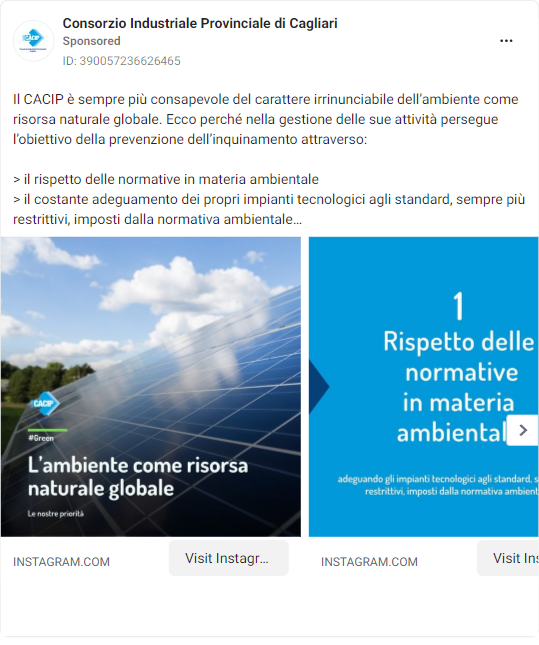 Consorzio Industriale Provinciale di Cagliari
Sponsored
ID: 390057236626465
Il CACIP è sempre più consapevole del carattere irrinunciabile dell'ambiente come
risorsa naturale globale. Ecco perché nella gestione delle sue attività persegue
l'obiettivo della prevenzione dell'inquinamento attraverso:
> il rispetto delle normative in materia ambientale
> il costante adeguamento dei propri impianti tecnologici agli standard, sempre più
restrittivi, imposti dalla normativa ambientale...
CACIP
#Green
L'ambiente come risorsa
naturale globale
Le nostre priorità
1
Rispetto delle
normative
in materia
ambiental
adeguando gli impianti tecnologici agli standard, s
restrittivi, imposti dalla normativa ambient
INSTAGRAM.COM
Visit Instagr...
INSTAGRAM.COM
Visit Ins